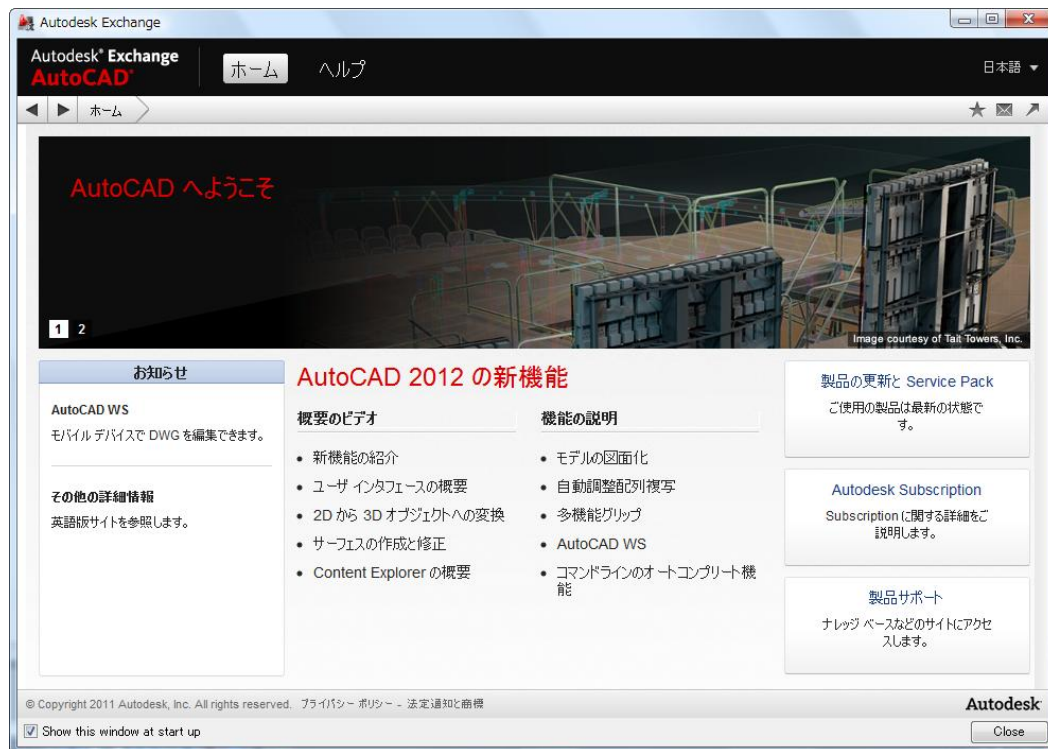 Autodesk Exchange
Autodesk® Exchange
AutoCAD®
ホーム
ヘルプ
日本語
ホーム
AutoCAD へようこそ
1 2
Image courtesy of Tait Towers, Inc.
お知らせ
AutoCAD WS
モバイル デバイスで DWG を編集できます。
その他の詳細情報
英語版サイトを参照します。
AutoCAD 2012 の新機能
概要のビデオ
• 新機能の紹介
• ユーザ インタフェースの概要
• 2D から 3D オブジェクトへの変換
• サーフェスの作成と修正
• Content Explorer の概要
機能の説明
• モデルの図面化
• 自動調整配列複写
• 多機能グリップ
• AutoCAD WS
• コマンドラインのオートコンプリート機
能
製品の更新と Service Pack
ご使用の製品は最新の状態で
す。
Autodesk Subscription
Subscription に関する詳細をご
説明します。
製品サポート
ナレッジ ベースなどのサイトにアクセ
スします。
© Copyright 2011 Autodesk, Inc. All rights reserved. プライバシー ポリシー - 法定通知と商標
Autodesk
Show this window at start up
Close